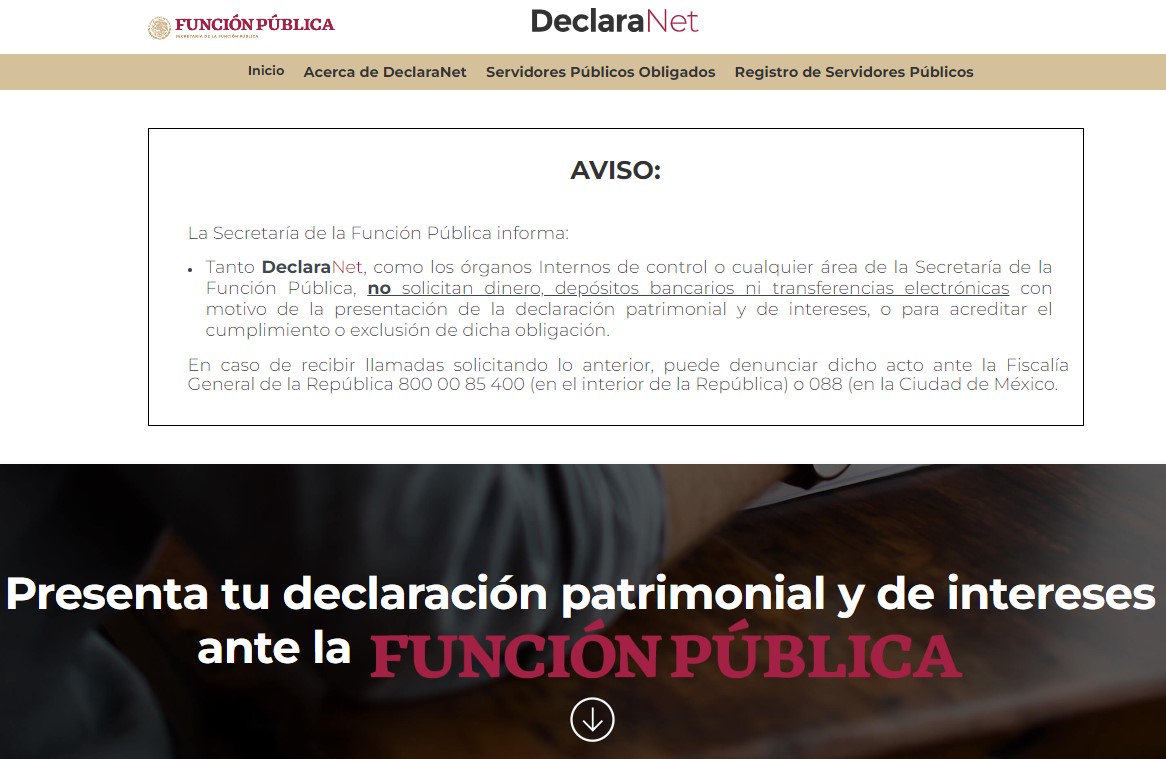 FUNCIÓN PÚBLICA
SECRETARÍA DE LA FUNCIÓN PÚBLICA
DeclaraNet
Inicio Acerca de DeclaraNet Servidores Públicos Obligados Registro de Servidores Públicos
AVISO:
La Secretaría de la Función Pública informa:
• Tanto DeclaraNet, como los órganos Internos de control o cualquier área de la Secretaría de la
Función Pública, no solicitan dinero, depósitos bancarios ni transferencias electrónicas con
motivo de la presentación de la declaración patrimonial y de intereses, o para acreditar el
cumplimiento o exclusión de dicha obligación.
En caso de recibir llamadas solicitando lo anterior, puede denunciar dicho acto ante la Fiscalía
General de la República 800 00 85 400 (en el interior de la República) o 088 (en la Ciudad de México.
Presenta tu declaración patrimonial y de intereses
ante la FUNCIÓN PÚBLICA